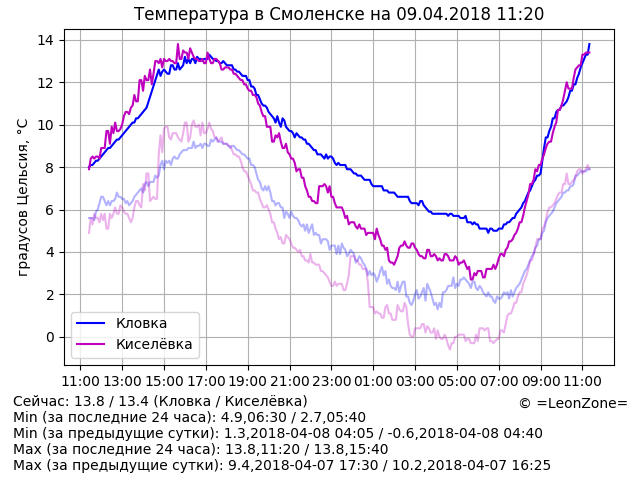 Температура в Смоленске на 09.04.2018 11:20
градусов Цельсия, °C
14
12
10
8
6
4
2
0
Кловка
Киселёвка
11:00 13:00 15:00 17:00 19:00 21:00 23:00 01:00 03:00 05:00 07:00 09:00 11:00
Сейчас: 13.8 / 13.4 (Кловка / Киселёвка)
© =LeonZone=
Min (за последние 24 часа): 4.9,06:30 / 2.7,05:40
Min (за предыдущие сутки): 1.3,2018-04-08 04:05 / -0.6,2018-04-08 04:40
Max (за последние 24 часа): 13.8,11:20 / 13.8,15:40
Max (за предыдущие сутки): 9.4,2018-04-07 17:30 / 10.2,2018-04-07 16:25